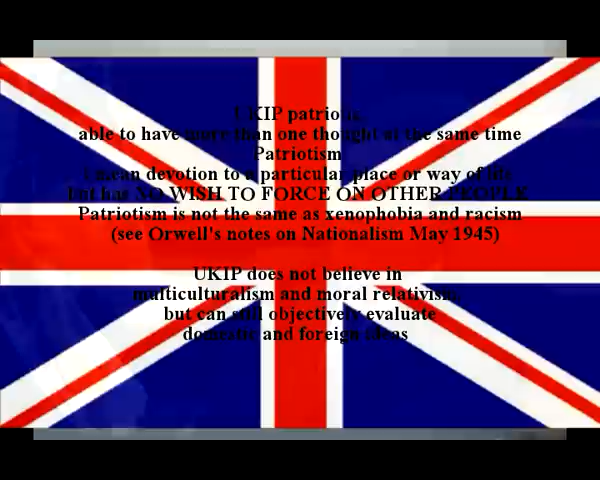 UKIP patriotic
able to have more than one thought at the same time
Patriotism
I mean devotion to a particular place or way of life
but has NO WISH TO FORCE ON OTHER PEOPLE
Patriotism is not the same as xenophobia and racism
(see Orwell's notes on Nationalism May 1945)
UKIP does not believe in
multiculturalism and moral relativism,
but can still objectively evaluate
domestic and foreign ideas